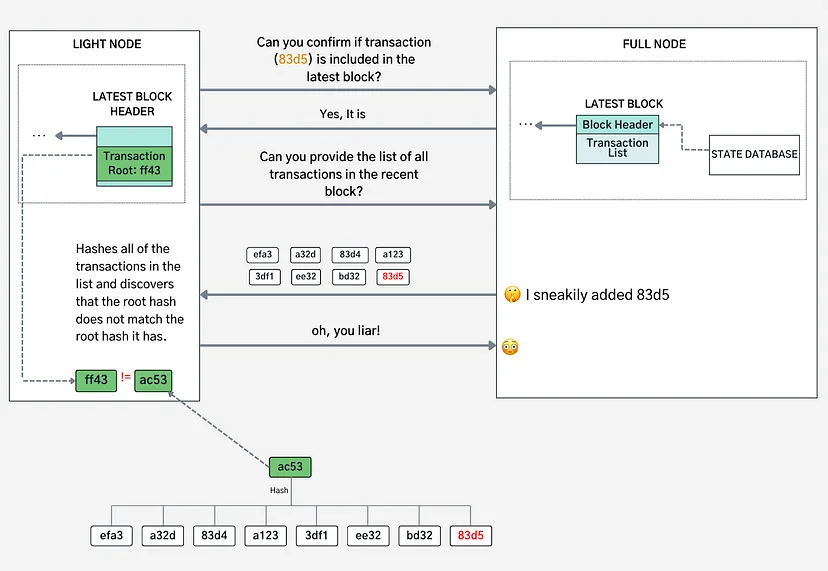 LIGHT NODE
LATEST BLOCK
HEADER
...
Transaction
Root: ff43
Hashes all of the
transactions in the
list and discovers
that the root hash
does not match the
root hash it has.
ff43 != ac53
Can you confirm if transaction
(83d5) is included in the
latest block?
Yes, It is
Can you provide the list of all
transactions in the recent
block?
efa3 a32d 83d4 a123
3df1 ee32 bd32 83d5
oh, you liar!
FULL NODE
LATEST BLOCK
...
Block Header
Transaction
List
STATE DATABASE
🤫 I sneakily added 83d5
😳
ac53
Hash
efa3 a32d 83d4 a123 3df1 ee32 bd32 83d5